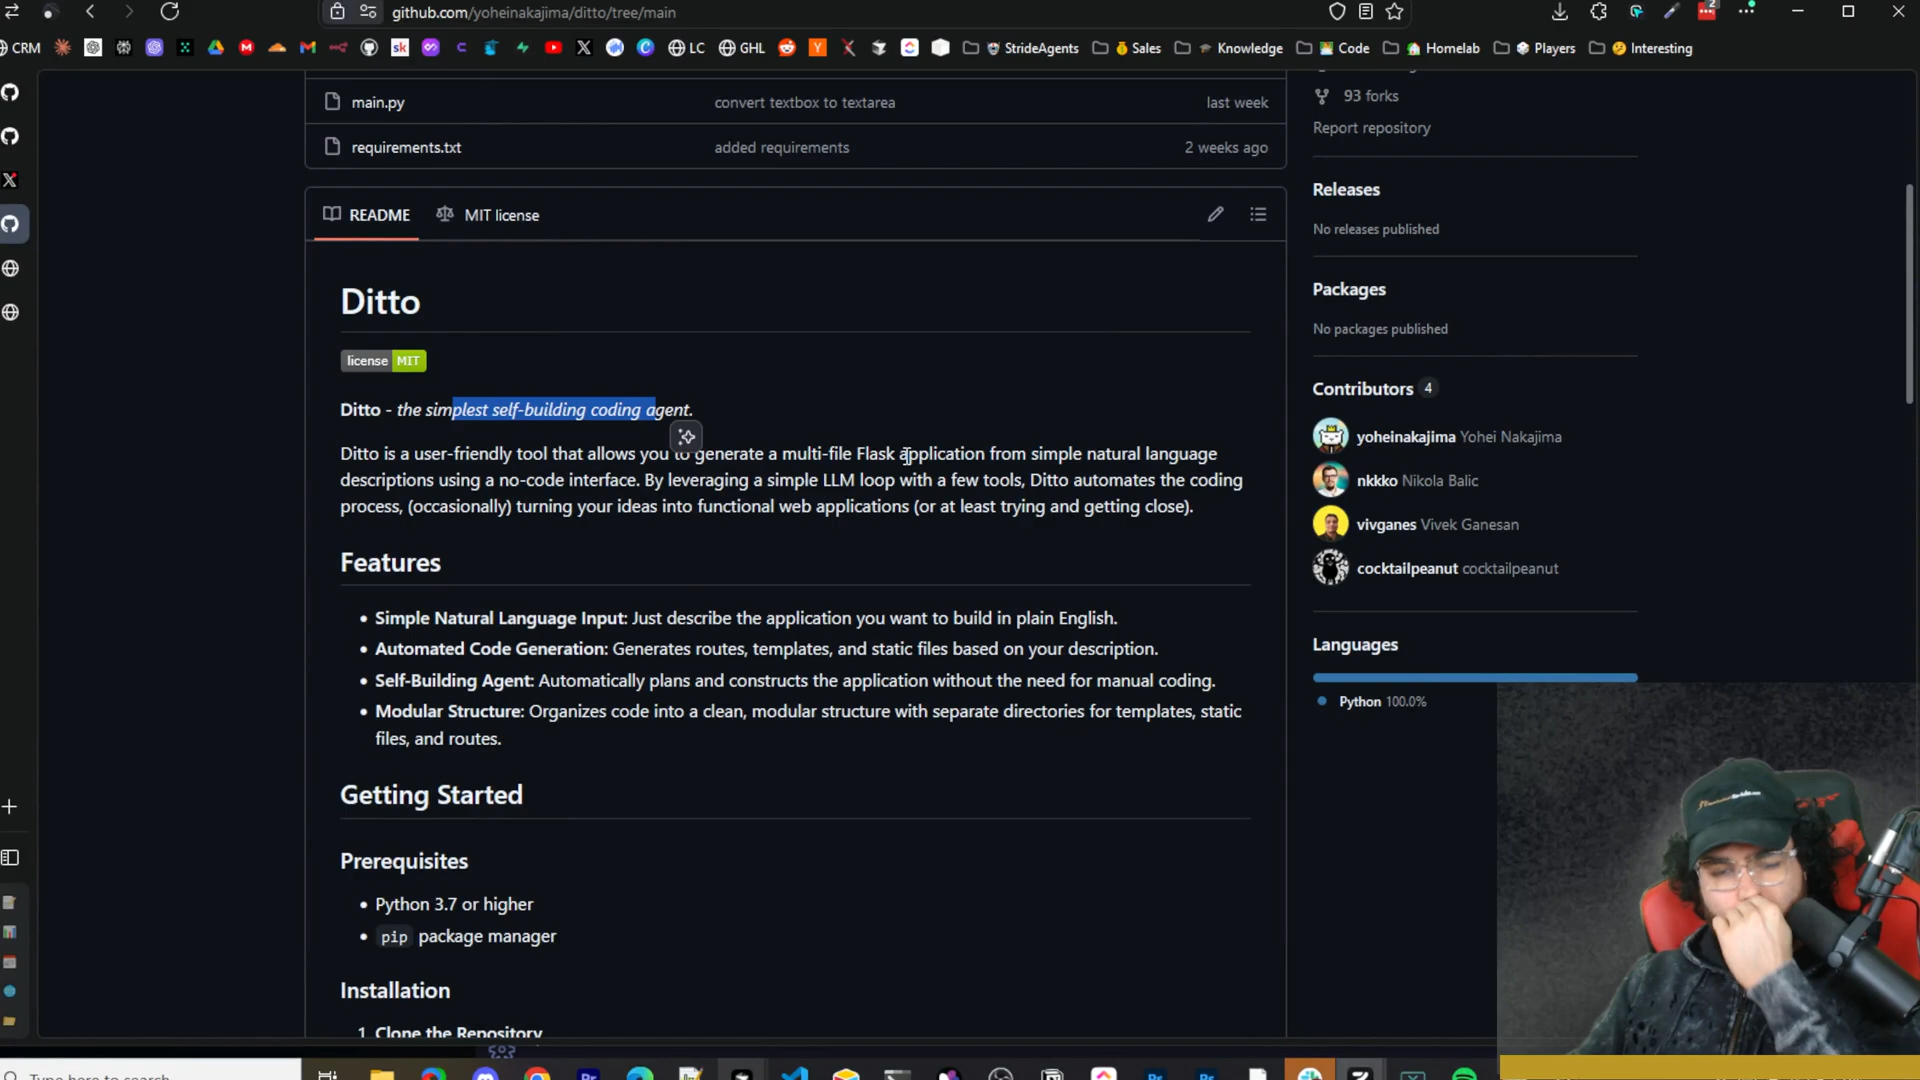 github.com/yoheinakajima/ditto/tree/main
CRM
LC
GHL
StrideAgents
Sales
Knowledge
Code
Homelab
Players
Interesting
2
main.py convert textbox to textarea last week
requirements.txt added requirements 2 weeks ago
README MIT license
Ditto
license MIT
Ditto - the simplest self-building coding agent.
Ditto is a user-friendly tool that allows you to generate a multi-file Flask application from simple natural language
descriptions using a no-code interface. By leveraging a simple LLM loop with a few tools, Ditto automates the coding
process, (occasionally) turning your ideas into functional web applications (or at least trying and getting close).
Features
• Simple Natural Language Input: Just describe the application you want to build in plain English.
• Automated Code Generation: Generates routes, templates, and static files based on your description.
• Self-Building Agent: Automatically plans and constructs the application without the need for manual coding.
• Modular Structure: Organizes code into a clean, modular structure with separate directories for templates, static
files, and routes.
Getting Started
Prerequisites
• Python 3.7 or higher
• pip package manager
Installation
1. Clone the Repository
93 forks
Report repository
Releases
No releases published
Packages
No packages published
Contributors 4
yoheinakajima Yohei Nakajima
nkkko Nikola Balic
vivganes Vivek Ganesan
cocktailpeanut cocktailpeanut
Languages
Python 100.0%
Type here to search